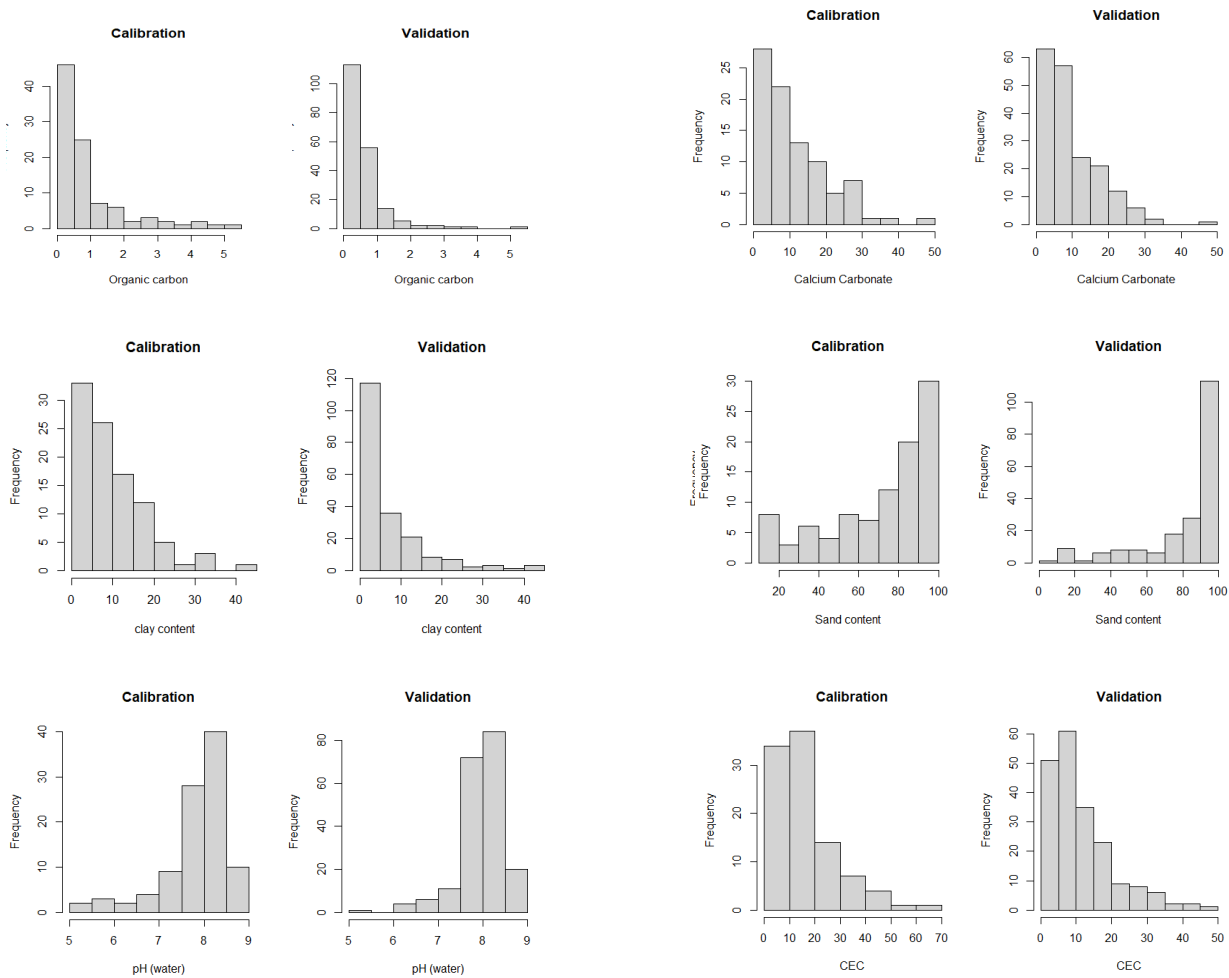 Calibration
Validation
40
30
20
10
0
0 1 2 3 4 5
Organic carbon
100
80
60
40
20
0
0 1 2 3 4 5
Organic carbon
Calibration
Validation
Frequency
25
20
15
10
5
0
0 10 20 30 40 50
Calcium Carbonate
Frequency
60
50
40
30
20
10
0
0 10 20 30 40 50
Calcium Carbonate
Calibration
Validation
Frequency
30
25
20
15
10
5
0
0 10 20 30 40
clay content
Frequency
120
100
80
60
40
20
0
0 10 20 30 40
clay content
Calibration
Validation
Frequency
30
25
20
15
10
5
0
20 40 60 80 100
Sand content
Frequency
100
80
60
40
20
0
0 20 40 60 80 100
Sand content
Calibration
Validation
Frequency
40
30
20
10
0
5 6 7 8 9
pH (water)
Frequency
80
60
40
20
0
5 6 7 8 9
pH (water)
Calibration
Validation
Frequency
30
20
10
0
0 10 20 30 40 50 60 70
CEC
Frequency
60
50
40
30
20
10
0
0 10 20 30 40 50
CEC